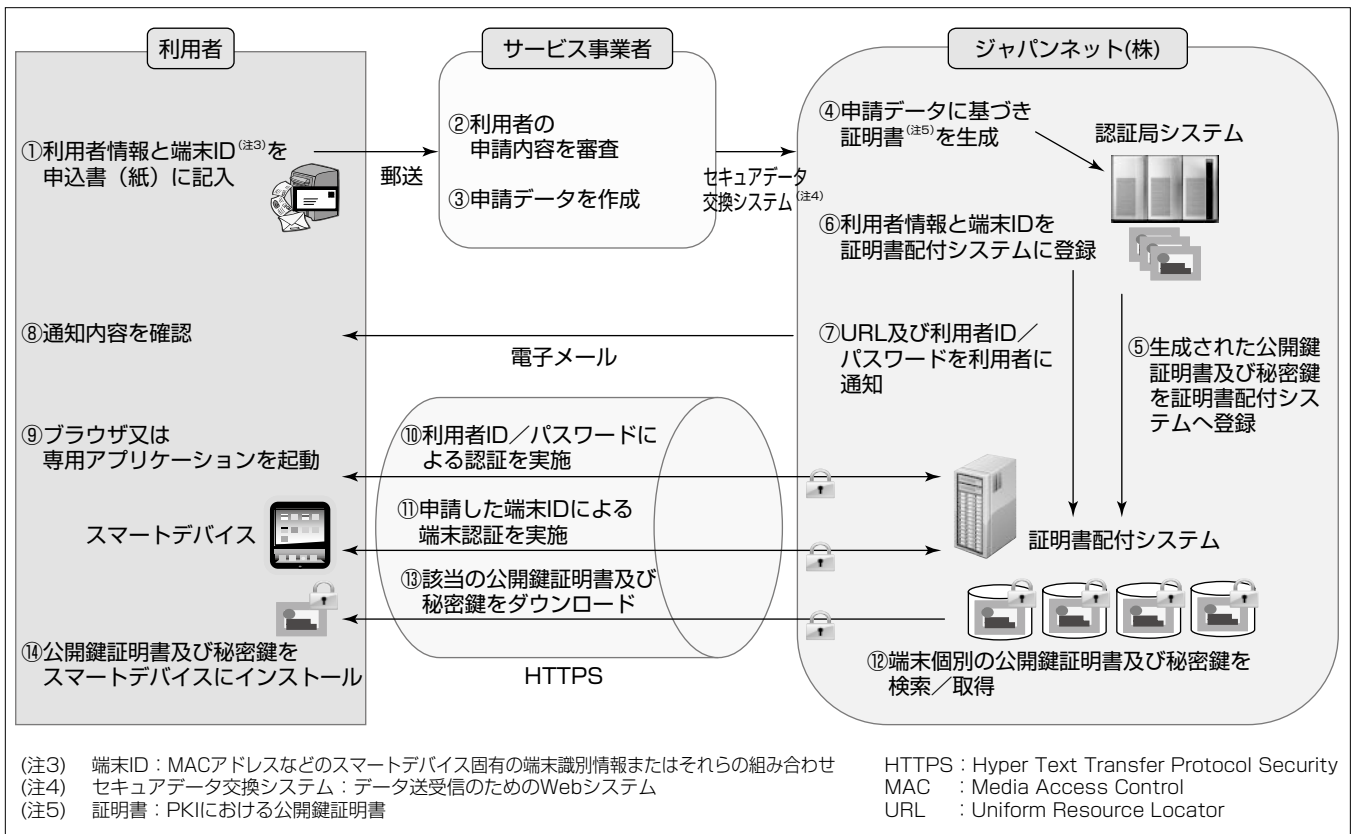 利用者
サービス事業者
ジャパンネット(株)
①利用者情報と端末ID(注3)を
申込書（紙）に記入
郵送
②利用者の
申請内容を審査
③申請データを作成
セキュアデータ
交換システム(注4)
④申請データに基づき
証明書(注5)を生成
認証局システム
⑥利用者情報と端末IDを
証明書配付システムに登録
⑤生成された公開鍵
証明書及び秘密鍵
を証明書配付シス
テムへ登録
⑦URL及び利用者ID／
パスワードを利用者に
通知
電子メール
⑧通知内容を確認
⑨ブラウザ又は
専用アプリケーションを起動
スマートデバイス
⑩利用者ID／パスワードに
よる認証を実施
⑪申請した端末IDによる
端末認証を実施
証明書配付システム
⑫端末個別の公開鍵証明書及び秘密鍵を
検索／取得
⑬該当の公開鍵証明書及び
秘密鍵をダウンロード
HTTPS
⑭公開鍵証明書及び秘密鍵を
スマートデバイスにインストール
(注3) 端末ID：MACアドレスなどのスマートデバイス固有の端末識別情報またはそれらの組み合わせ
(注4) セキュアデータ交換システム：データ送受信のためのWebシステム
(注5) 証明書：PKIにおける公開鍵証明書
HTTPS：Hyper Text Transfer Protocol Security
MAC ：Media Access Control
URL ：Uniform Resource Locator